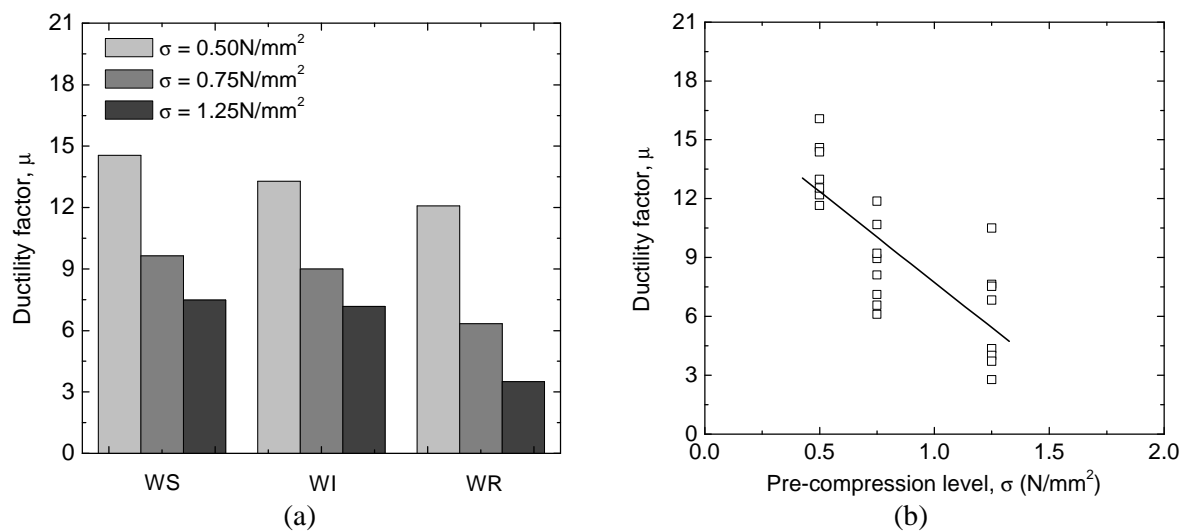 21
18
15
12
9
6
3
0
Ductility factor, μ
σ = 0.50N/mm²
σ = 0.75N/mm²
σ = 1.25N/mm²
WS WI WR
(a)
21
18
15
12
9
6
3
0
Ductility factor, μ
0.0 0.5 1.0 1.5 2.0
Pre-compression level, σ (N/mm²)
(b)